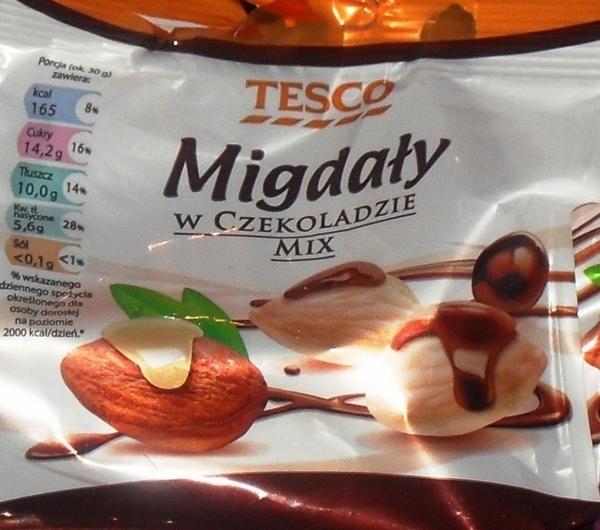 TESCO
Migdały
W CZEKOLADZIE
MIX
Porcja (ok. 30 g)
zawiera:
kcal
165 8%
Cukry
14,2g 16%
Tłuszcz
10,0g 14%
Kw. tł.
nasycone
5,6g 28%
Sól
<0,1g <1%
% wskazanego
dziennego spożycia
określonego dla
osoby dorosłej
na poziomie
2000 kcal/dzień.*